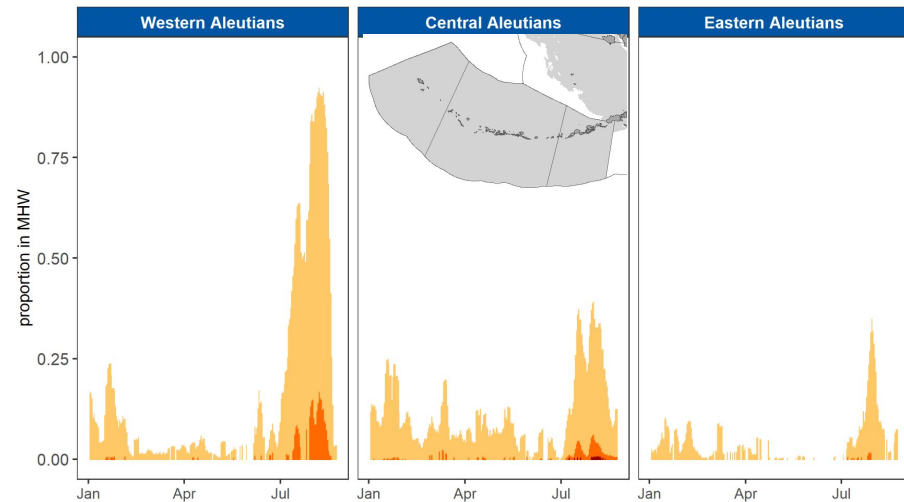 Western Aleutians
Central Aleutians
Eastern Aleutians
proportion in MHW
1.00
0.75
0.50
0.25
0.00
Jan Apr Jul
Jan Apr Jul
Jan Apr Jul